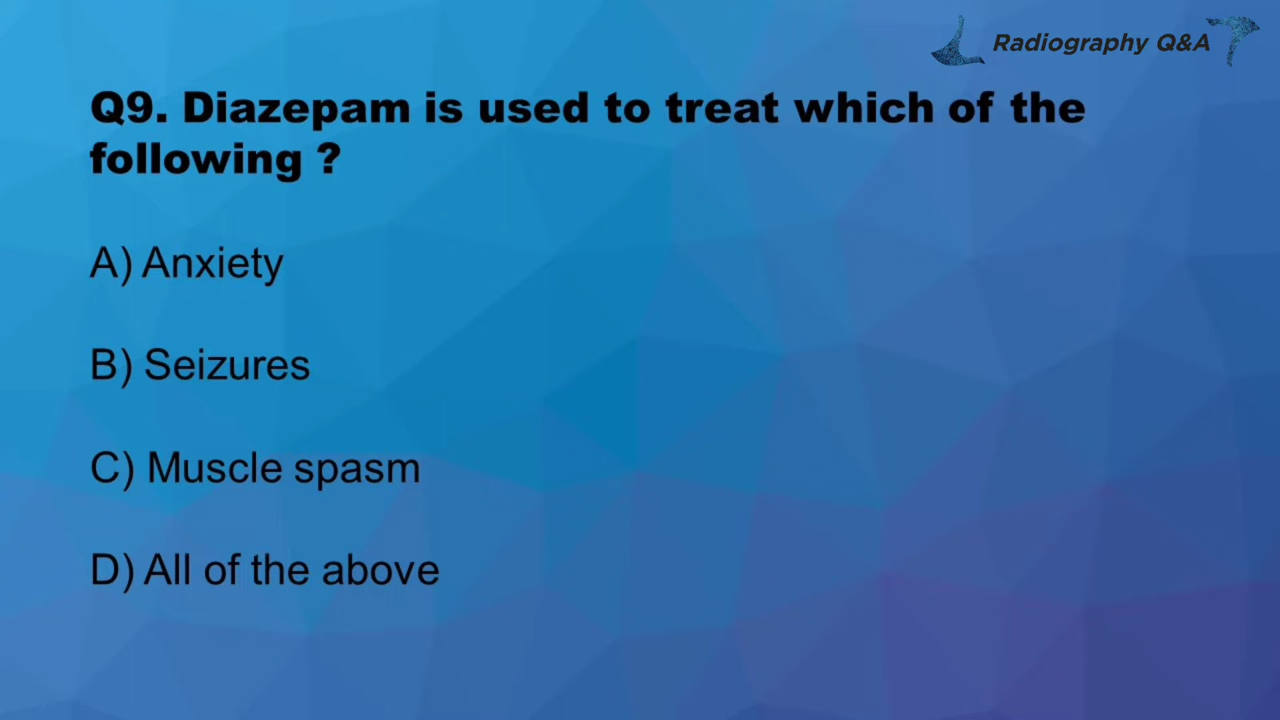 Radiography Q&A
Q9. Diazepam is used to treat which of the
following ?
A) Anxiety
B) Seizures
C) Muscle spasm
D) All of the above